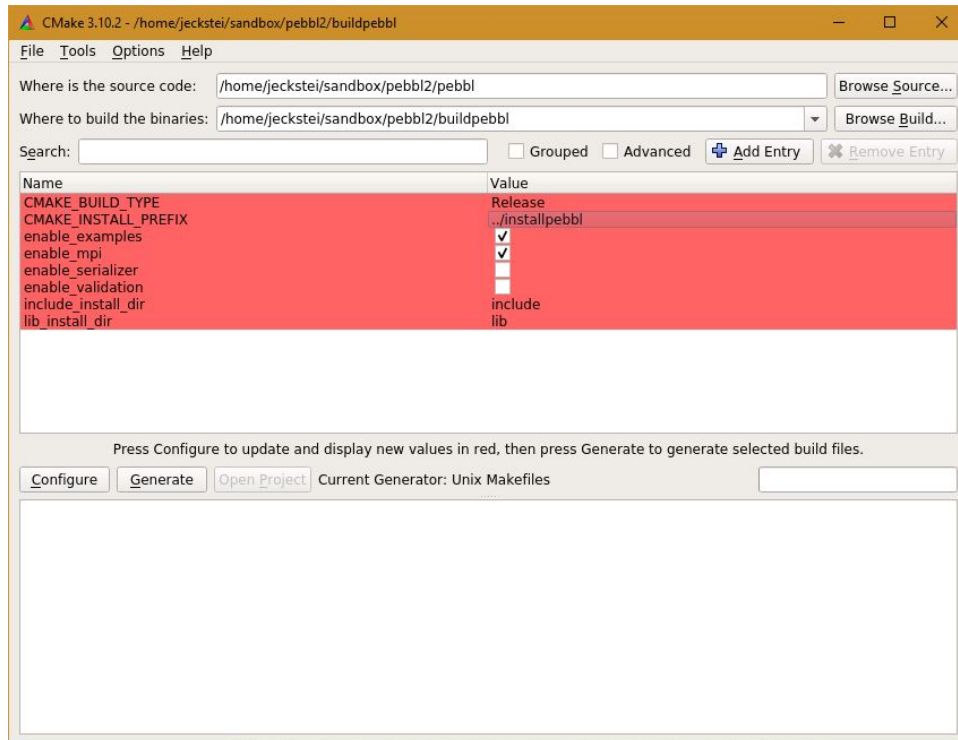 CMake 3.10.2 - /home/jeckstei/sandbox/pebbl2/buildpebbl
File Tools Options Help
Where is the source code: /home/jeckstei/sandbox/pebbl2/pebbl Browse Source...
Where to build the binaries: /home/jeckstei/sandbox/pebbl2/buildpebbl Browse Build...
Search: Grouped Advanced Add Entry Remove Entry
Name Value
CMAKE_BUILD_TYPE Release
CMAKE_INSTALL_PREFIX ../installpebbl
enable_examples
enable_mpi
enable_serializer
enable_validation
include_install_dir include
lib_install_dir lib
Press Configure to update and display new values in red, then press Generate to generate selected build files.
Configure Generate Open Project Current Generator: Unix Makefiles